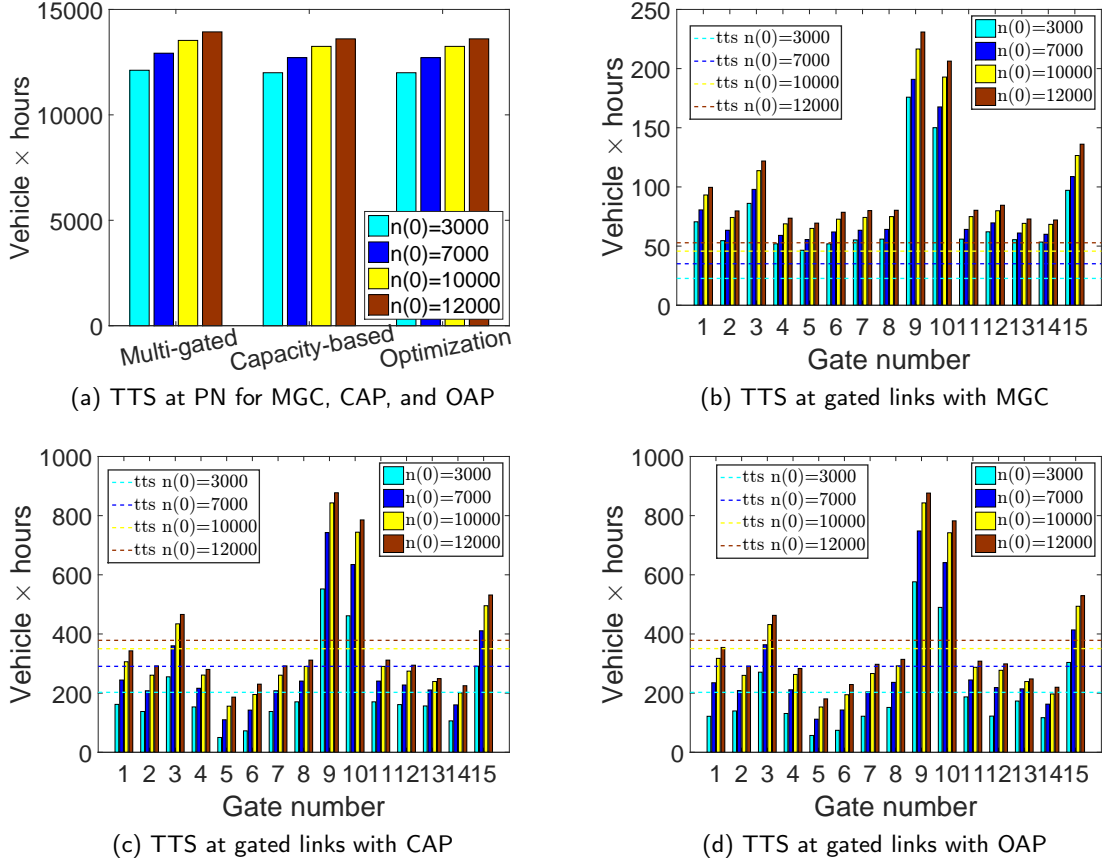 15000
10000
5000
0
Vehicle × hours
n(0)=3000
n(0)=7000
n(0)=10000
n(0)=12000
Multi-gated Capacity-based Optimization
(a) TTS at PN for MGC, CAP, and OAP
250
200
150
100
50
0
Vehicle × hours
tts n(0)=3000
tts n(0)=7000
tts n(0)=10000
tts n(0)=12000
n(0)=3000
n(0)=7000
n(0)=10000
n(0)=12000
1 2 3 4 5 6 7 8 9 10 11 12 13 14 15
Gate number
(b) TTS at gated links with MGC
1000
800
600
400
200
0
Vehicle × hours
tts n(0)=3000
tts n(0)=7000
tts n(0)=10000
tts n(0)=12000
n(0)=3000
n(0)=7000
n(0)=10000
n(0)=12000
1 2 3 4 5 6 7 8 9 10 11 12 13 14 15
Gate number
(c) TTS at gated links with CAP
1000
800
600
400
200
0
Vehicle × hours
tts n(0)=3000
tts n(0)=7000
tts n(0)=10000
tts n(0)=12000
n(0)=3000
n(0)=7000
n(0)=10000
n(0)=12000
1 2 3 4 5 6 7 8 9 10 11 12 13 14 15
Gate number
(d) TTS at gated links with OAP